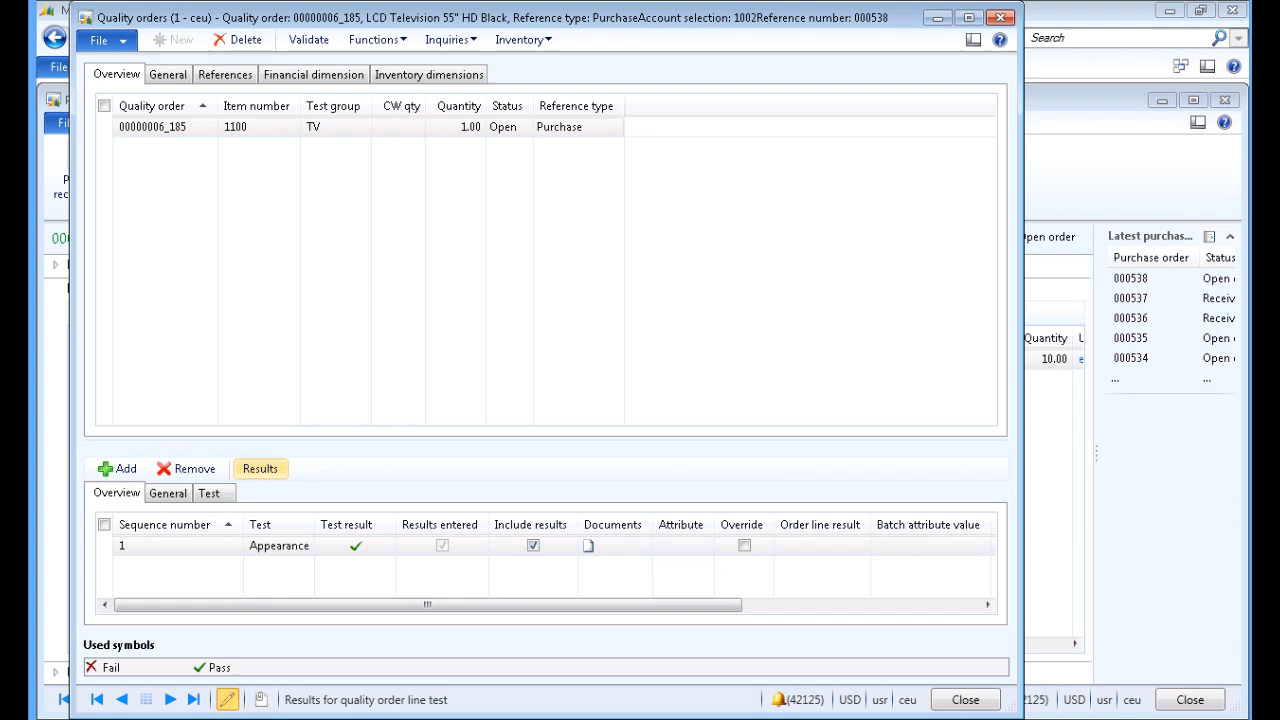 Quality orders (1 - ceu) - Quality order: 00000006_185, LCD Television 55" HD Black, Reference type: PurchaseAccount selection: 1001, Reference number: 000538
File New Delete Validate Functions Inquiries Inventory
Search
File
Overview General References Financial dimension Inventory dimensions
Quality order Item number Test group CW qty Quantity Status Reference type
00000006_185 1100 TV 1.00 Open Purchase
Latest purchas...
Purchase order Status
000538 Open
000537 Receiv
000536 Receiv
000535 Open
000534 Open
... ...
Quantity
10.00
Add Remove Results
Overview General Test
Sequence number Test Test result Results entered Include results Documents Attribute Override Order line result Batch attribute value
1 Appearance
Used symbols
Fail Pass
Results for quality order line test (42125) USD usr ceu Close
USD usr ceu Close